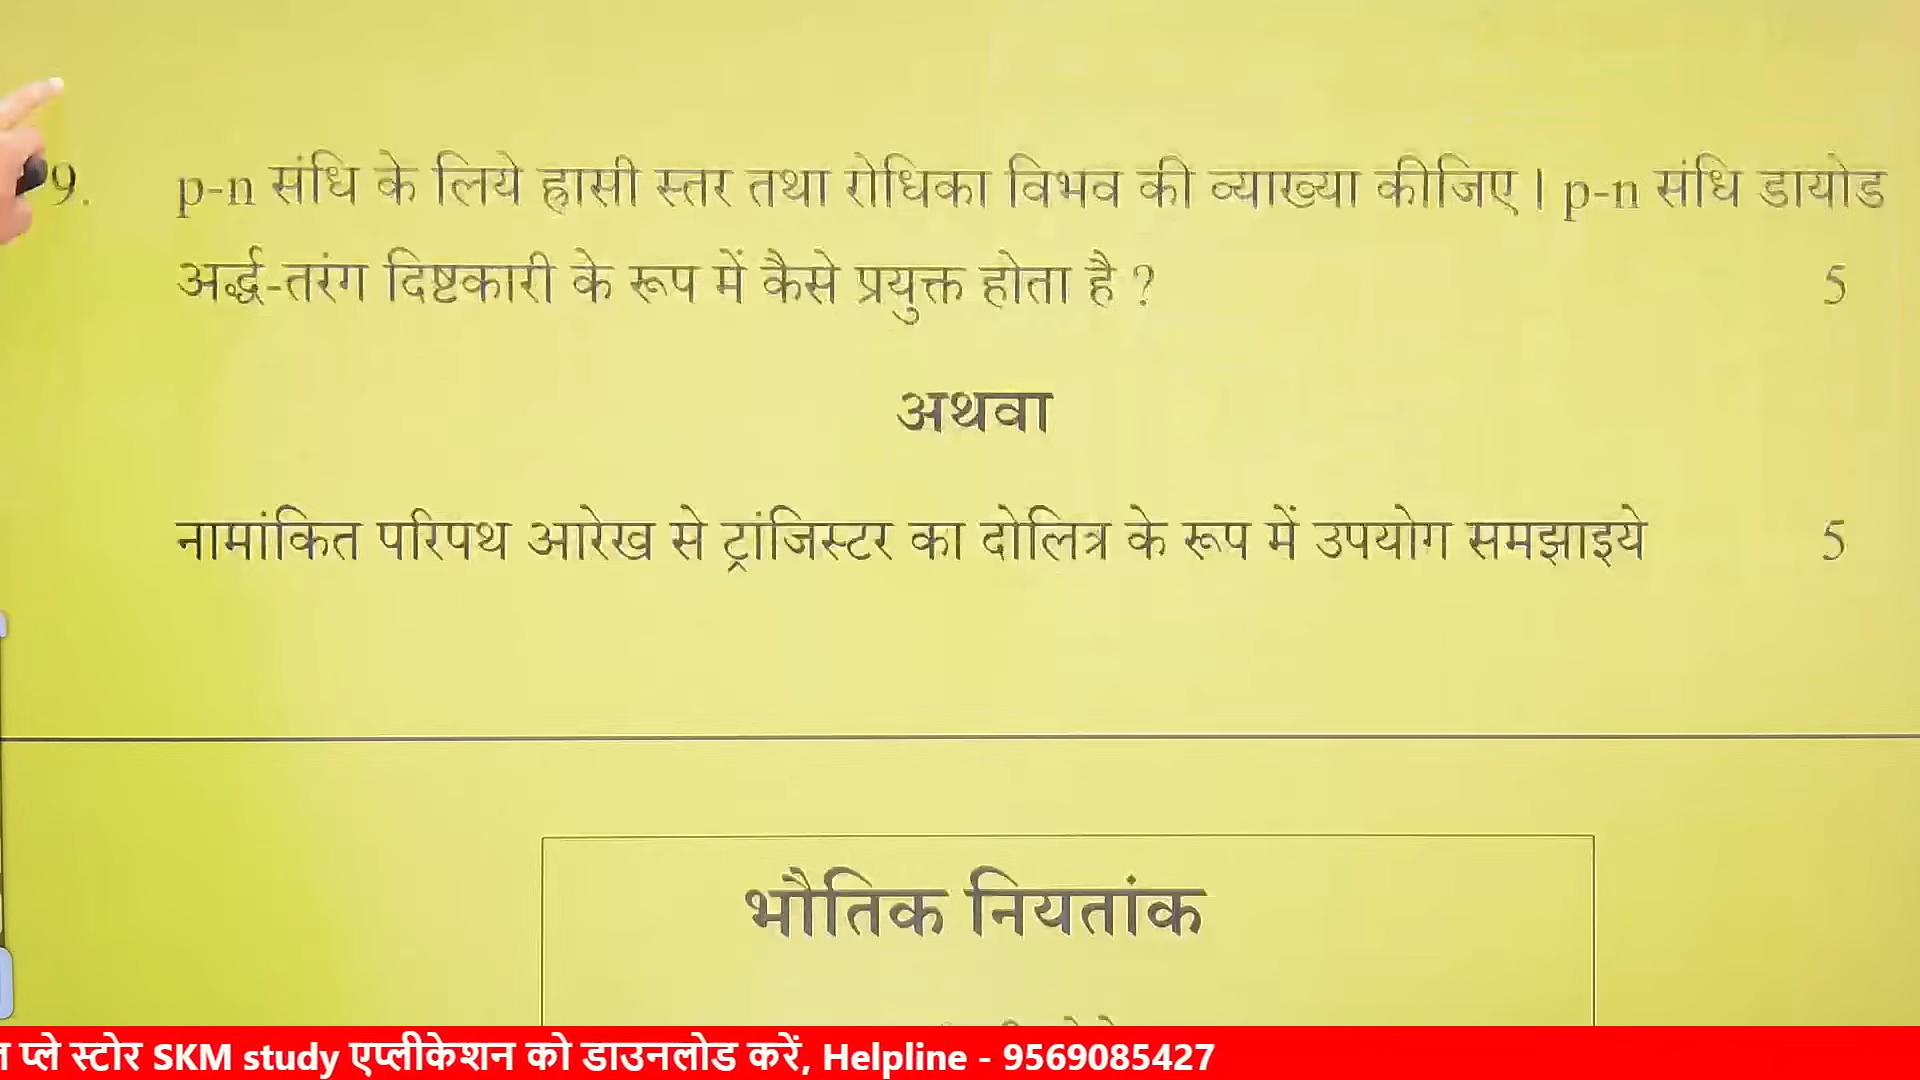 9. p-n संधि के लिये ह्रासी स्तर तथा रोधिका विभव की व्याख्या कीजिए। p-n संधि डायोड
अर्द्ध-तरंग दिष्टकारी के रूप में कैसे प्रयुक्त होता है ? 5
अथवा
नामांकित परिपथ आरेख से ट्रांजिस्टर का दोलित्र के रूप में उपयोग समझाइये 5
भौतिक नियतांक
प्ले स्टोर SKM study एप्लीकेशन को डाउनलोड करें, Helpline - 9569085427